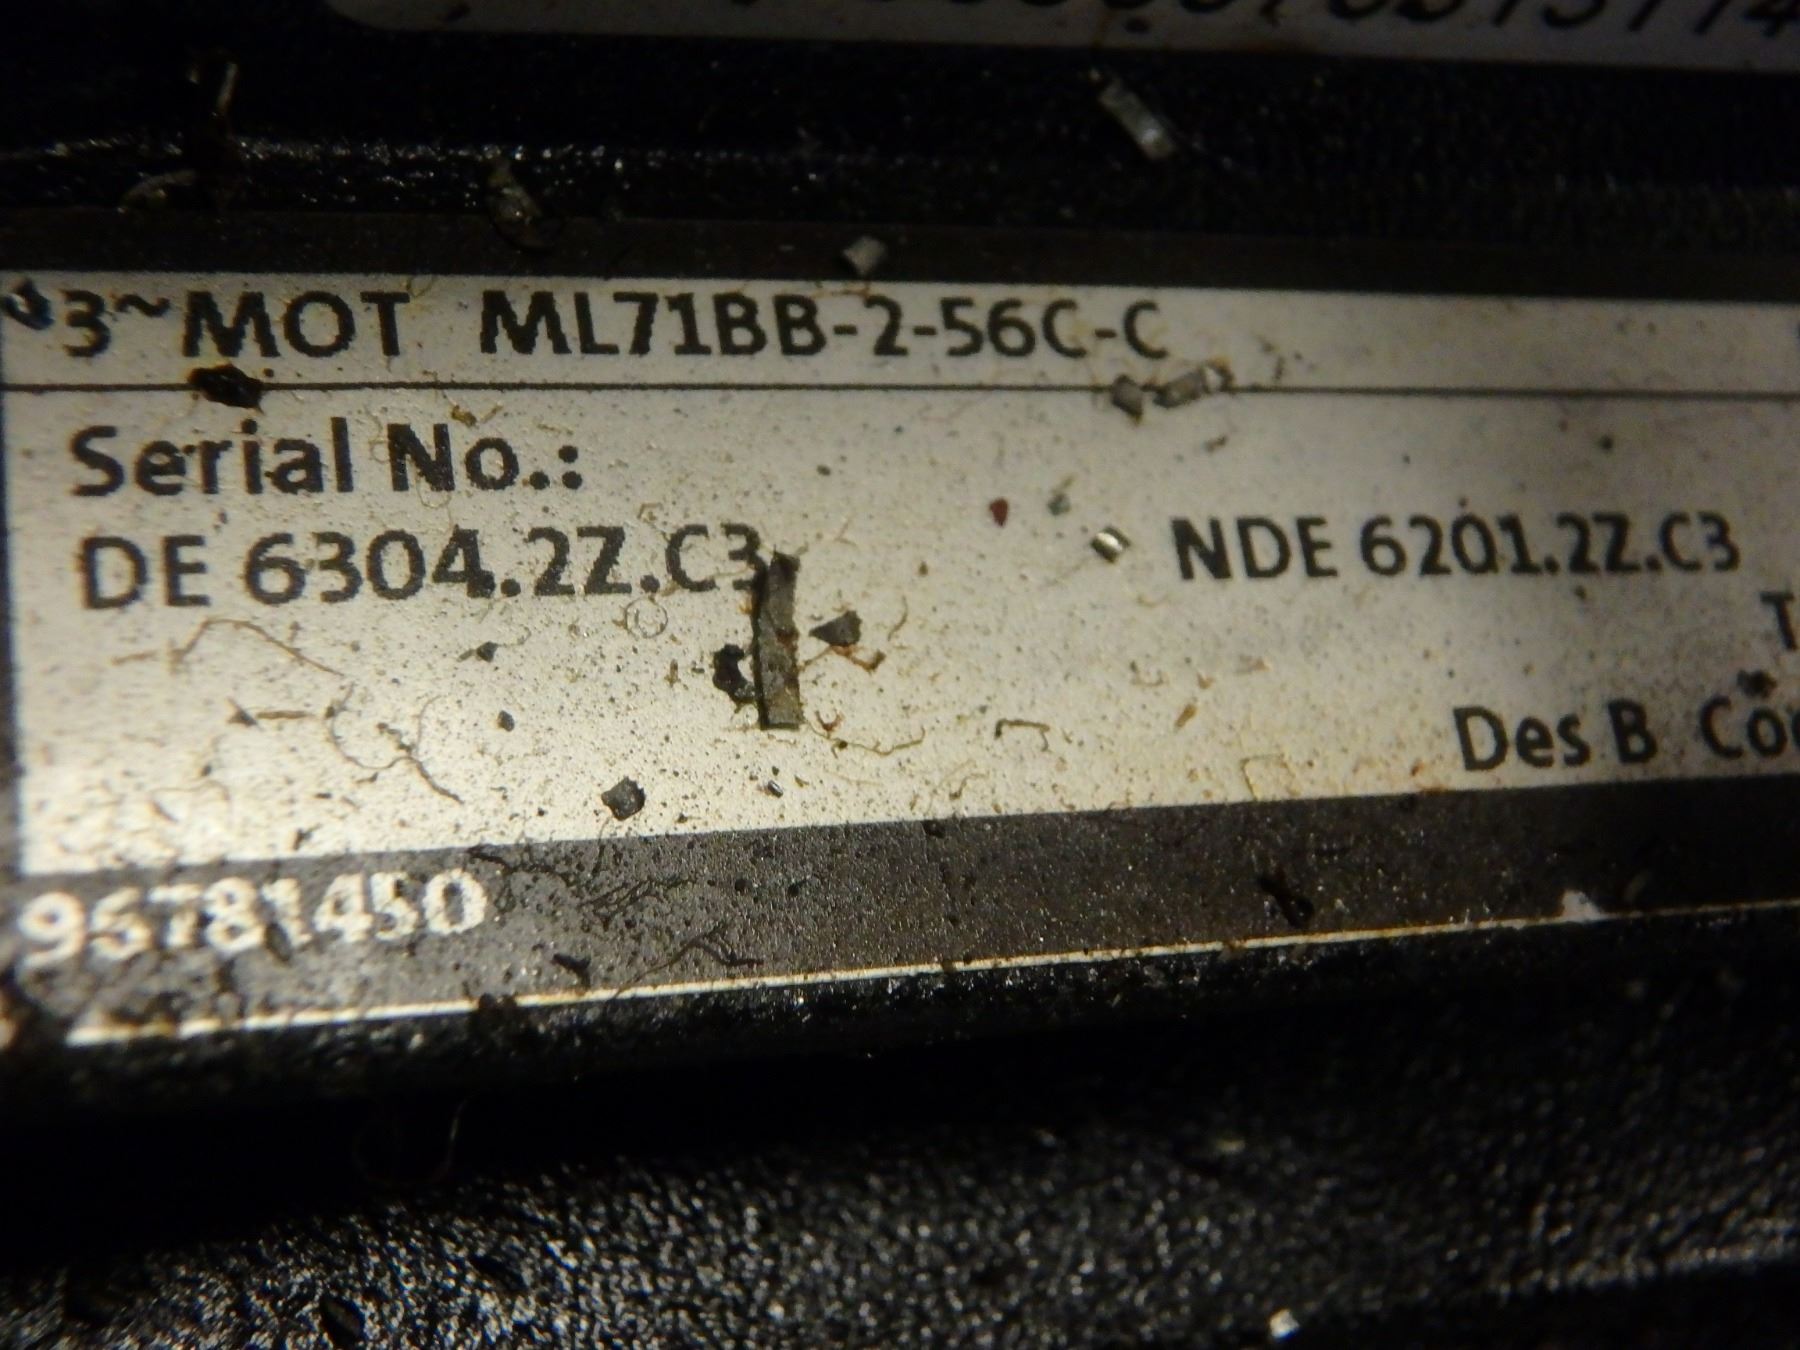 3~MOT ML71BB-2-56C-C
Serial No.:
DE 6304.2Z.C3 NDE 6201.2Z.C3
Des B
95781450